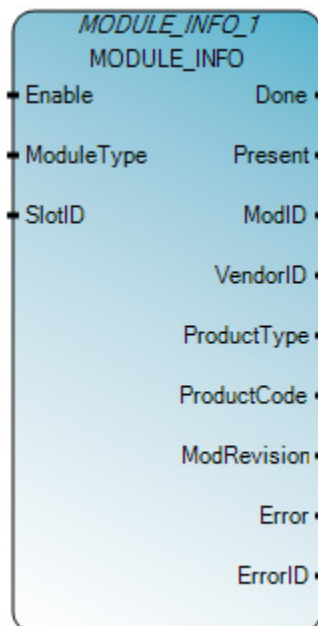 MODULE_INFO_1
MODULE_INFO
Enable Done
ModuleType Present
SlotID ModID
VendorID
ProductType
ProductCode
ModRevision
Error
ErrorID